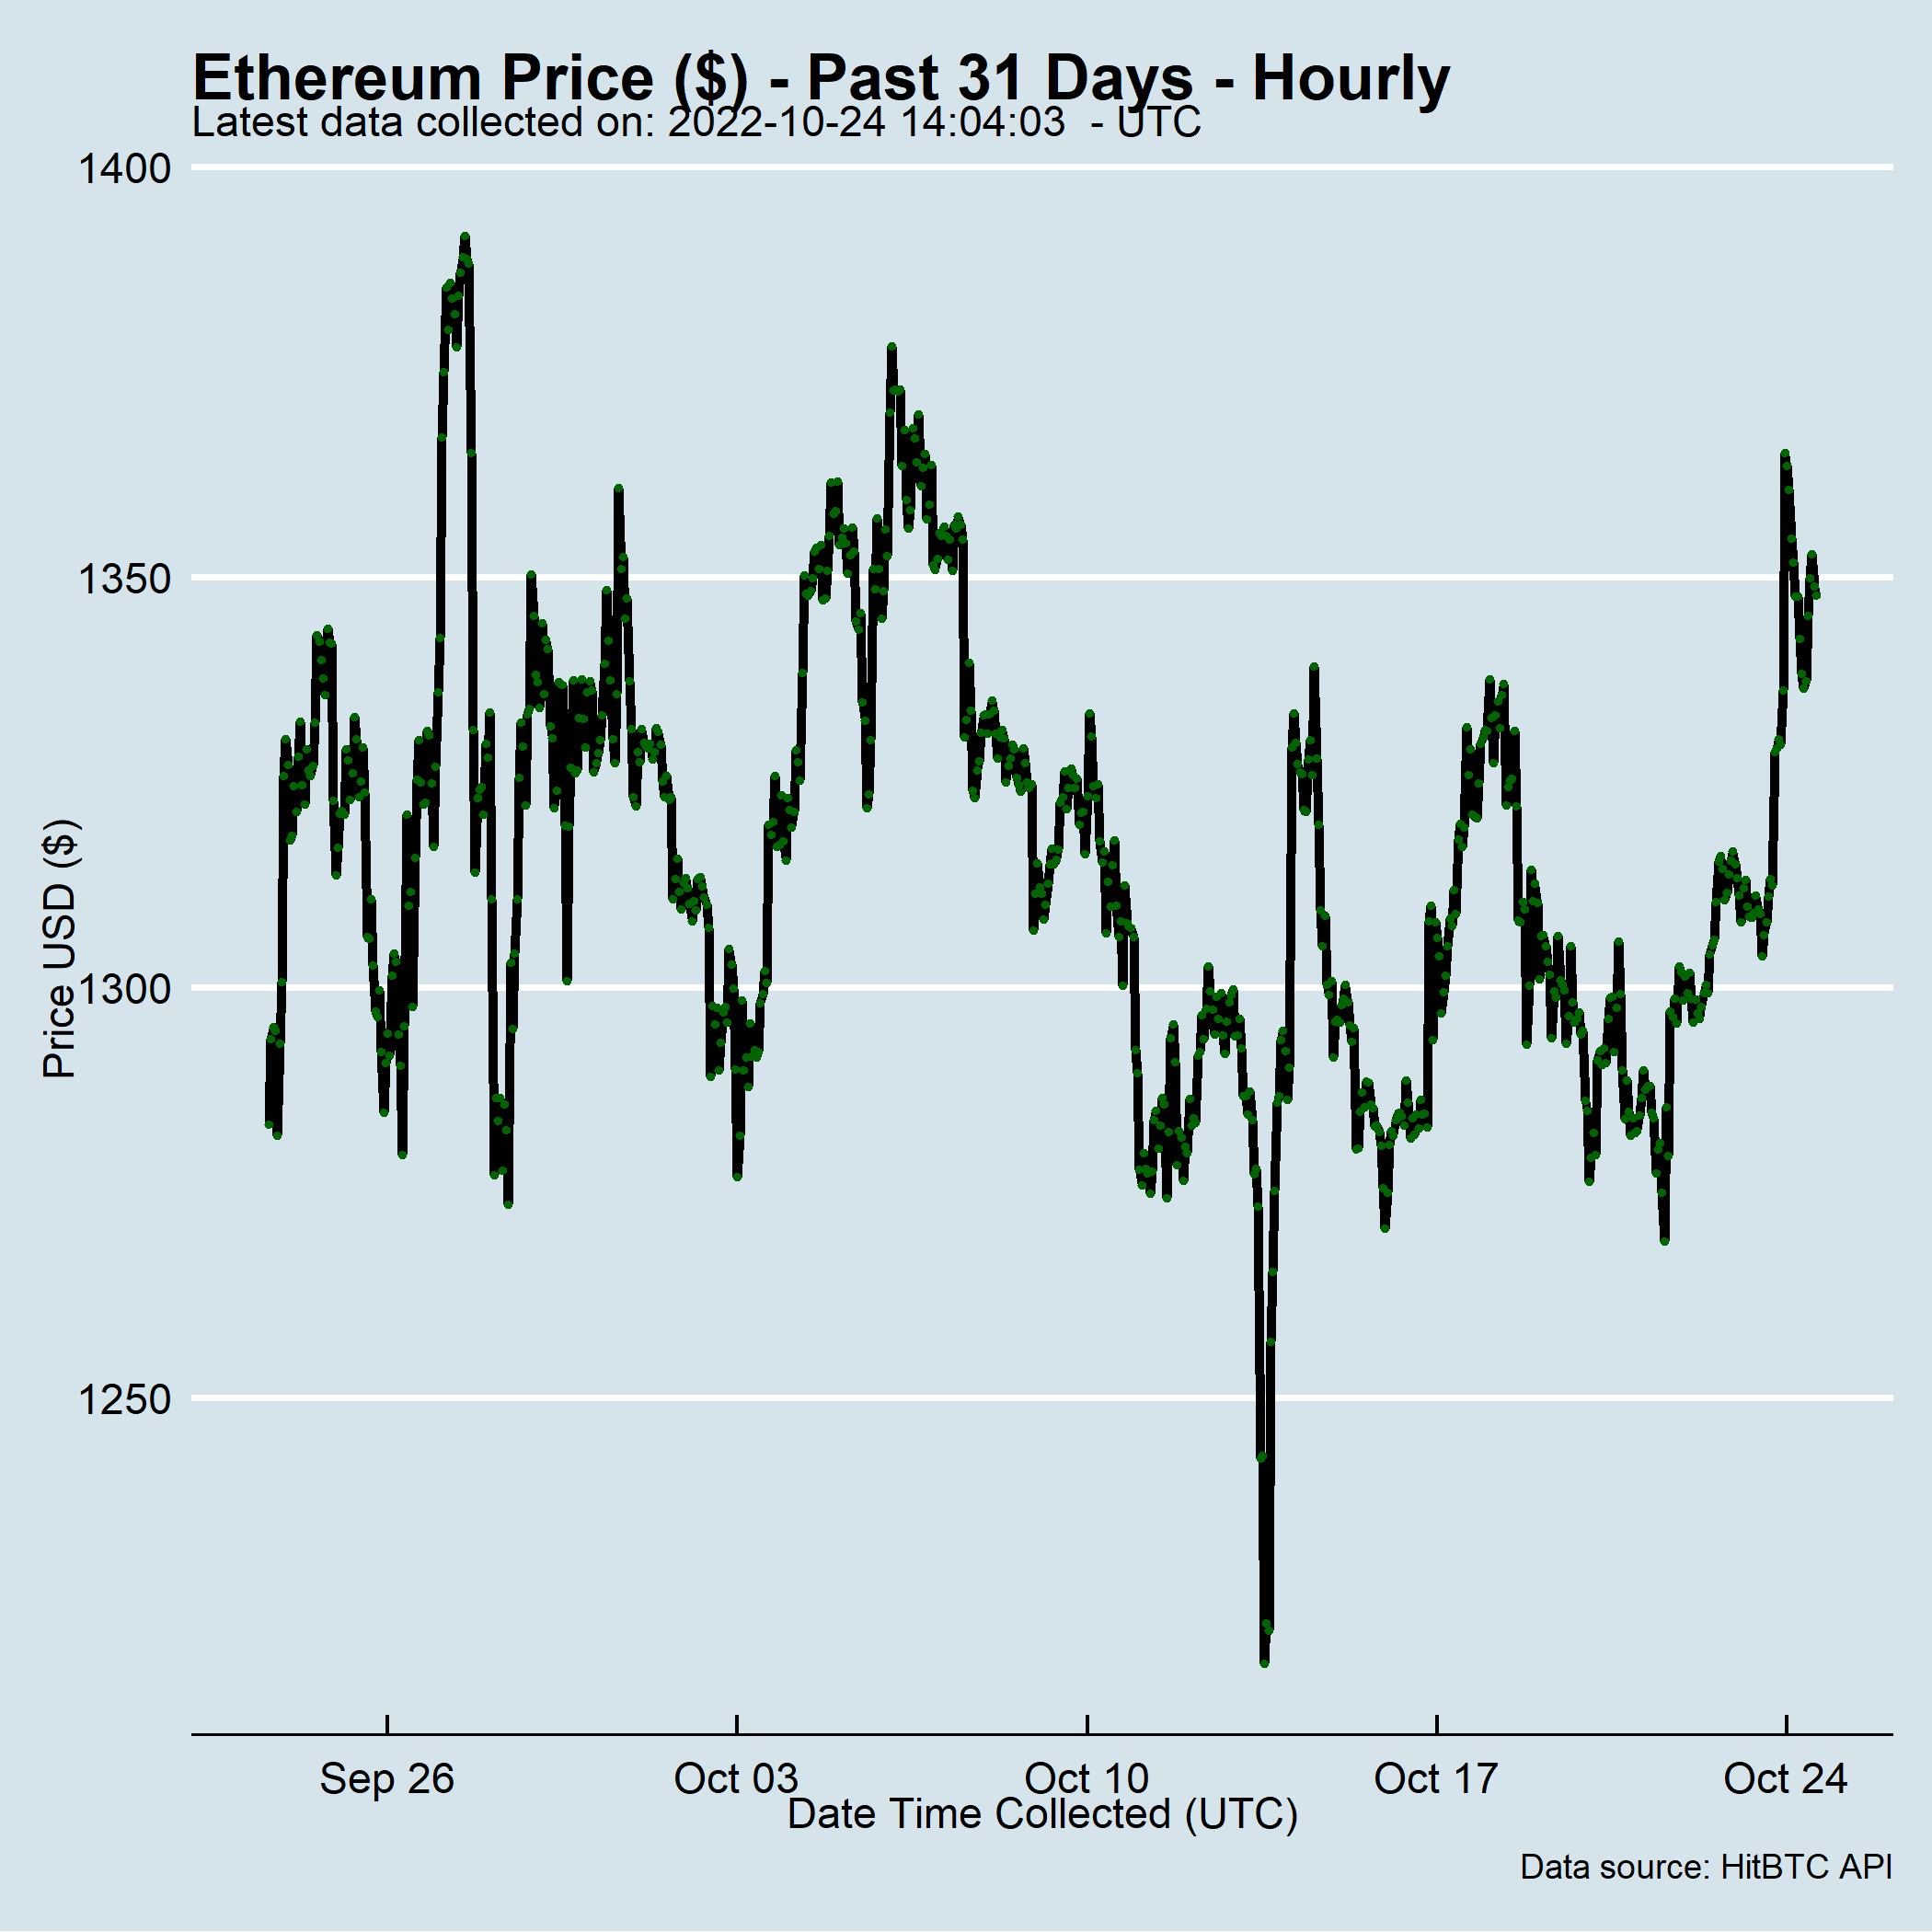 Ethereum Price ($) - Past 31 Days - Hourly
Latest data collected on: 2022-10-24 14:04:03  - UTC
1400
1350
1300
1250
Price USD ($)
Sep 26 Oct 03 Oct 10 Oct 17 Oct 24
Date Time Collected (UTC)
Data source: HitBTC API